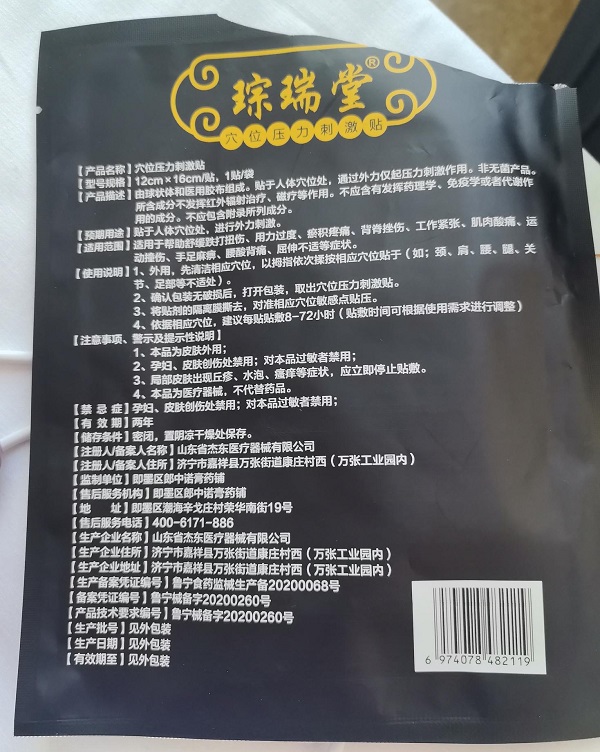 琮瑞堂®
穴位压力刺激贴
【产品名称】穴位压力刺激贴
【型号规格】12cm×16cm/贴，1贴/袋
【产品描述】由球状体和医用胶布组成。贴于人体穴位处，通过外力仅起压力刺激作用。非无菌产品。
所含成分不发挥红外辐射治疗、磁疗等作用。不应含有发挥药理学、免疫学或者代谢作
用的成分。不应包含附录所列成分。
【预期用途】贴于人体穴位处，进行外力刺激。
【适用范围】适用于帮助舒缓跌打扭伤、用力过度、瘀积疼痛、背脊挫伤、工作紧张、肌肉酸痛、运
动撞伤、手足麻痹、腰酸背痛、屈伸不适等症状。
【使用说明】1、外用，先清洁相应穴位，以拇指依次揉按相应穴位贴于（如；颈、肩、腰、腿、关
节、足部等不适处）。
2、确认包装无破损后，打开包装，取出穴位压力刺激贴。
3、将贴剂的隔离膜撕去，对准相应穴位敏感点贴压。
4、依据相应穴位，建议每贴贴敷8-72小时（贴敷时间可根据使用需求进行调整）
【注意事项、警示及提示性说明】
1、本品为皮肤外用；
2、孕妇、皮肤创伤处禁用；对本品过敏者禁用；
3、局部皮肤出现丘疹、水泡、瘙痒等症状，应立即停止贴敷。
4、本品为医疗器械，不代替药品。
【禁 忌 症】孕妇、皮肤创伤处禁用；对本品过敏者禁用；
【有 效 期】两年
【储存条件】密闭，置阴凉干燥处保存。
【注册人/备案人名称】山东省杰东医疗器械有限公司
【注册人/备案人住所】济宁市嘉祥县万张街道康庄村西（万张工业园内）
【监制单位】即墨区郎中诺膏药铺
【售后服务机构】即墨区郎中诺膏药铺
【地 址】即墨区潮海辛戈庄村荣华南街19号
【售后服务电话】400-6171-886
【生产企业名称】山东省杰东医疗器械有限公司
【生产企业住所】济宁市嘉祥县万张街道康庄村西（万张工业园内）
【生产企业地址】济宁市嘉祥县万张街道康庄村西（万张工业园内）
【生产备案凭证编号】鲁宁食药监械生产备20200068号
【备案凭证编号】鲁宁械备字20200260号
【产品技术要求编号】鲁宁械备字20200260号
【生产批号】见外包装
【生产日期】见外包装
【有效期至】见外包装
6 974078 482119